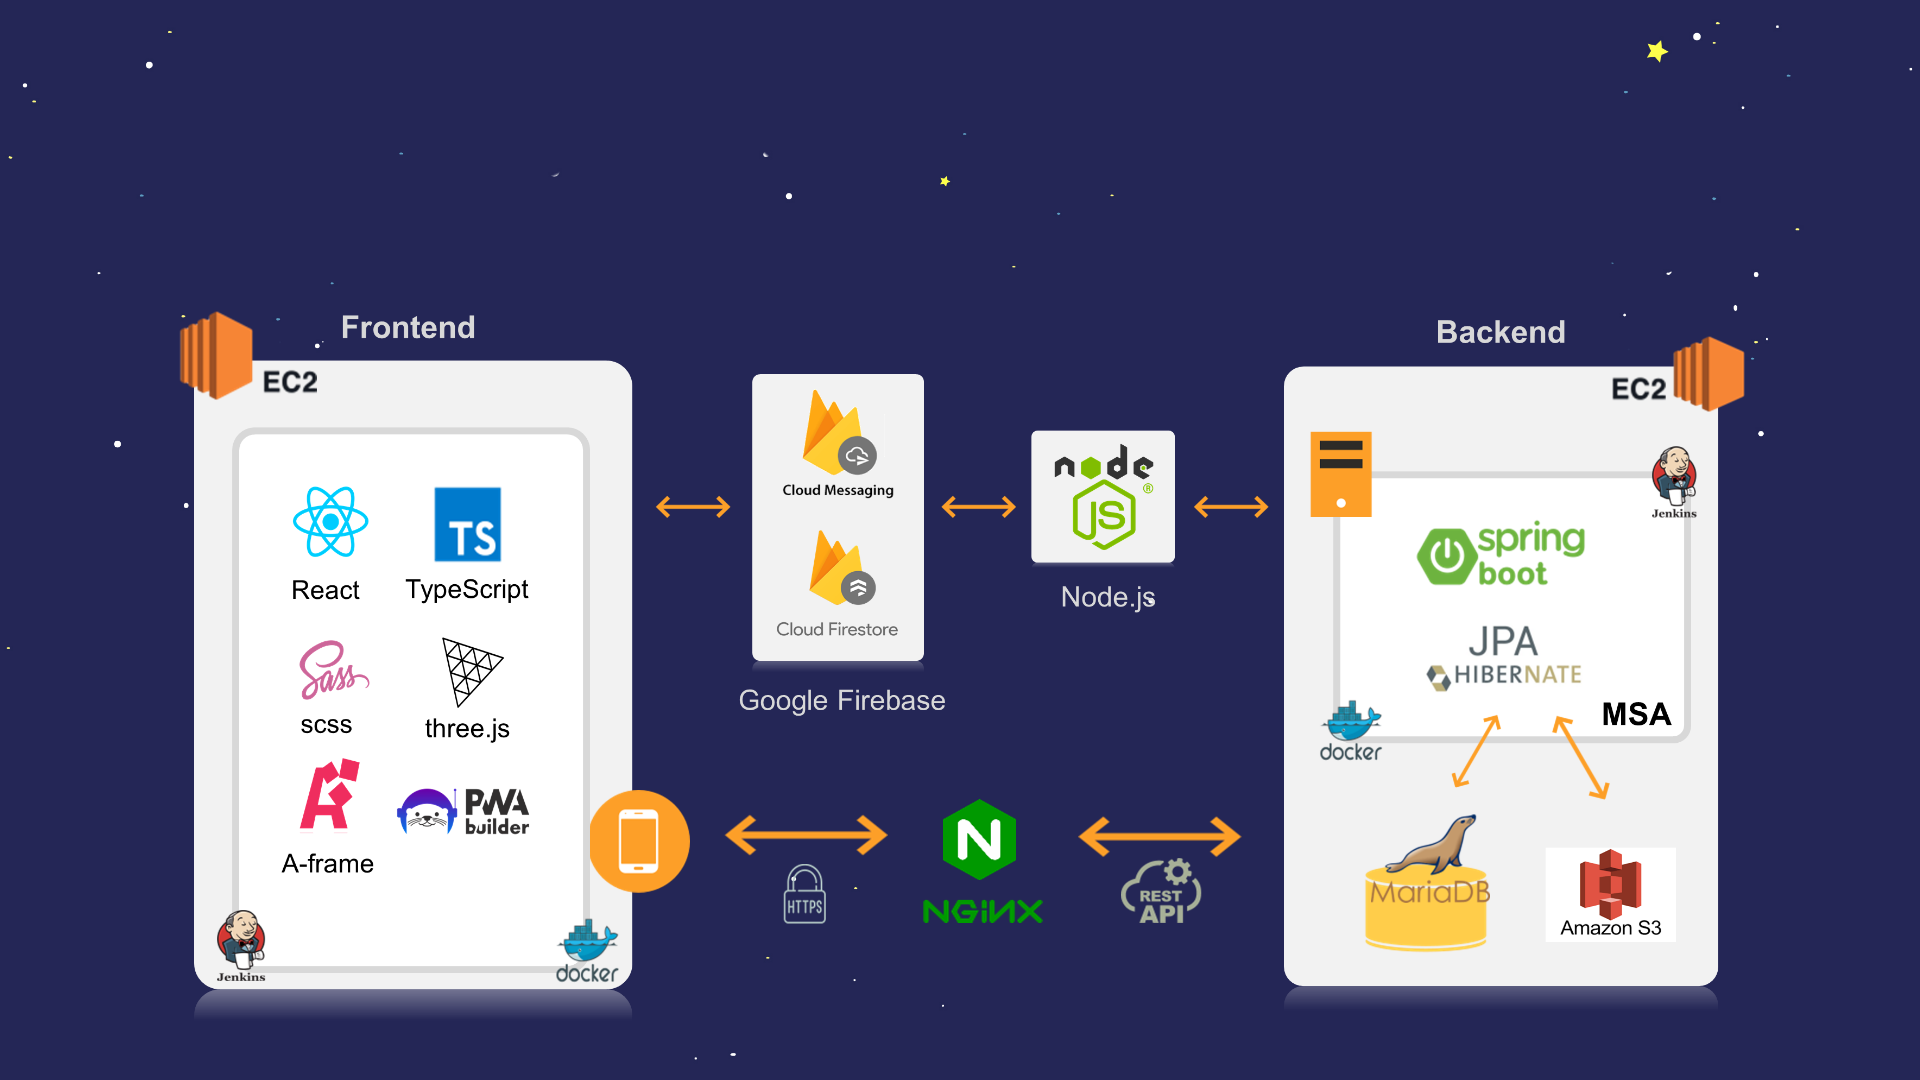 Frontend
EC2
React
TypeScript
TS
Sass
scss
three.js
A-frame
PWA
builder
Jenkins
docker
Cloud Messaging
Cloud Firestore
Google Firebase
node
JS
®
Node.js
HTTPS
N
NGINX
REST
API
Backend
EC2
Jenkins
spring
boot
JPA
HIBERNATE
MSA
docker
MariaDB
Amazon S3